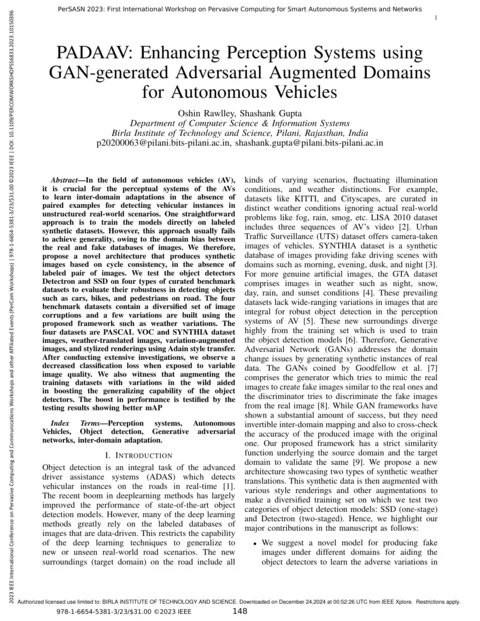 PerSASN 2023: First International Workshop on Pervasive Computing for Smart Autonomous Systems and Networks
1
PADAAV: Enhancing Perception Systems using
GAN-generated Adversarial Augmented Domains
for Autonomous Vehicles
Oshin Rawlley, Shashank Gupta
Department of Computer Science & Information Systems
Birla Institute of Technology and Science, Pilani, Rajasthan, India
p20200063@pilani.bits-pilani.ac.in, shashank.gupta@pilani.bits-pilani.ac.in
Abstract—In the field of autonomous vehicles (AV),
it is crucial for the perceptual systems of the AVs
to learn inter-domain adaptations in the absence of
paired examples for detecting vehicular instances in
unstructured real-world scenarios. One straightforward
approach is to train the models directly on labeled
synthetic datasets. However, this approach usually fails
to achieve generality, owing to the domain bias between
the real and fake databases of images. We therefore,
propose a novel architecture that produces synthetic
images based on cycle consistency, in the absence of
labeled pair of images. We test the object detectors
Detectron and SSD on four types of curated benchmark
datasets to evaluate their robustness in detecting objects
such as cars, bikes, and pedestrians on road. The four
benchmark datasets contain a diversified set of image
corruptions and a few variations are built using the
proposed framework such as weather variations. The
four datasets are PASCAL VOC and SYNTHIA dataset
images, weather-translated images, variation-augmented
images, and stylized renderings using Adain style transfer.
After conducting extensive investigations, we observe a
decreased classification loss when exposed to variable
image quality. We also witness that augmenting the
training datasets with variations in the wild aided
in boosting the generalizing capability of the object
detectors. The boost in performance is testified by the
testing results showing better mAP
Index Terms—Perception systems, Autonomous
Vehicles, Object detection, Generative adversarial
networks, inter-domain adaptation.
I. INTRODUCTION
Object detection is an integral task of the advanced
driver assistance systems (ADAS) which detects
vehicular instances on the roads in real-time [1].
The recent boom in deeplearning methods has largely
improved the performance of state-of-the-art object
detection models. However, many of the deep learning
methods greatly rely on the labeled databases of
images that are data-driven. This restricts the capability
of the deep learning techniques to generalize to
new or unseen real-world road scenarios. The new
surroundings (target domain) on the road include all
kinds of varying scenarios, fluctuating illumination
conditions, and weather distinctions. For example,
datasets like KITTI, and Cityscapes, are curated in
distinct weather conditions ignoring actual real-world
problems like fog, rain, smog, etc. LISA 2010 dataset
includes three sequences of AV's video [2]. Urban
Traffic Surveillance (UTS) dataset offers camera-taken
images of vehicles. SYNTHIA dataset is a synthetic
database of images providing fake driving scenes with
domains such as morning, evening, dusk, and night [3].
For more genuine artificial images, the GTA dataset
comprises images in weather such as night, snow,
day, rain, and sunset conditions [4]. These prevailing
datasets lack wide-ranging variations in images that are
integral for robust object detection in the perception
systems of AV [5]. These new surroundings diverge
highly from the training set which is used to train
the object detection models [6]. Therefore, Generative
Adversarial Network (GANs) addresses the domain
change issues by generating synthetic instances of real
data. The GANs coined by Goodfellow et al. [7]
comprises the generator which tries to mimic the real
images to create fake images similar to the real ones and
the discriminator tries to discriminate the fake images
from the real image [8]. While GAN frameworks have
shown a substantial amount of success, but they need
invertible inter-domain mapping and also to cross-check
the accuracy of the produced image with the original
one. Our proposed framework has a strict similarity
function underlying the source domain and the target
domain to validate the same [9]. We propose a new
architecture showcasing two types of synthetic weather
translations. This synthetic data is then augmented with
various style renderings and other augmentations to
make a diversified training set on which we test two
categories of object detection models: SSD (one-stage)
and Detectron (two-staged). Hence, we highlight our
major contributions in the manuscript as follows:
• We suggest a novel model for producing fake
images under different domains for aiding the
object detectors to learn the adverse variations in
2023 IEEE International Conference on Pervasive Computing and Communications Workshops and other Affiliated Events (PerCom Workshops) | 978-1-6654-5381-3/23/$31.00 ©2023 IEEE | DOI: 10.1109/PERCOMWORKSHOPS56833.2023.10150396
Authorized licensed use limited to: BIRLA INSTITUTE OF TECHNOLOGY AND SCIENCE. Downloaded on December 24,2024 at 00:52:26 UTC from IEEE Xplore. Restrictions apply.
978-1-6654-5381-3/23/$31.00 ©2023 IEEE
148